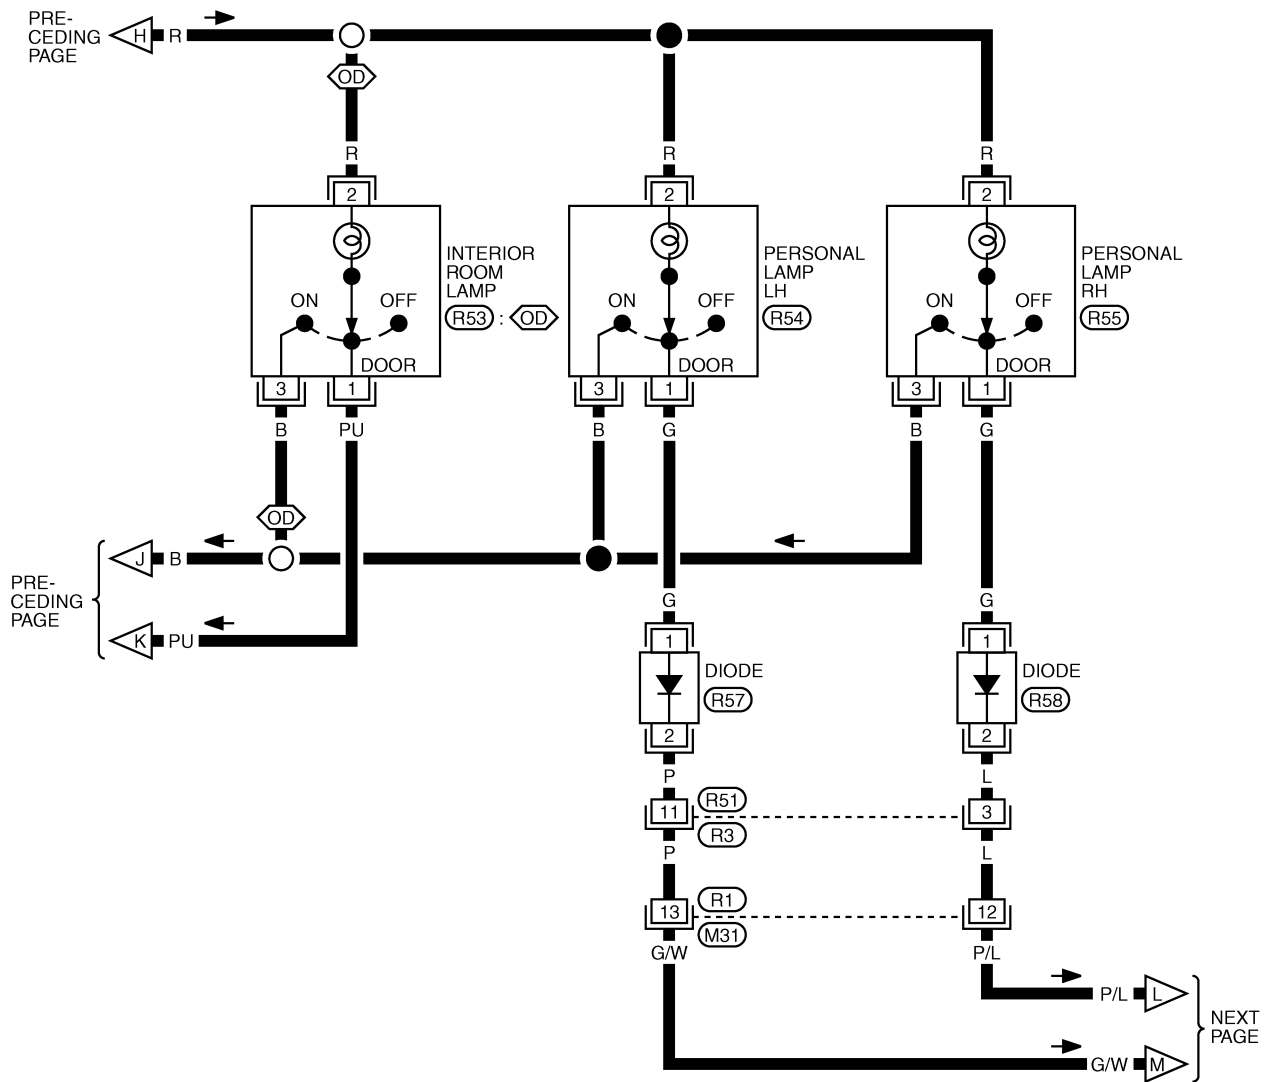 PRE-
CEDING
PAGE
H R
OD
R R R
2 2 2
INTERIOR
ROOM
LAMP
R53 : OD
ON OFF
DOOR
PERSONAL
LAMP
LH
R54
ON OFF
DOOR
PERSONAL
LAMP
RH
R55
ON OFF
DOOR
3 1 3 1 3 1
B PU B G B G
OD
PRE-
CEDING
PAGE
J B
K PU
G G
1 1
DIODE
R57
DIODE
R58
2 2
P L
11 R51 3
R3
P L
13 R1 12
M31
G/W P/L
P/L L
G/W M
NEXT
PAGE